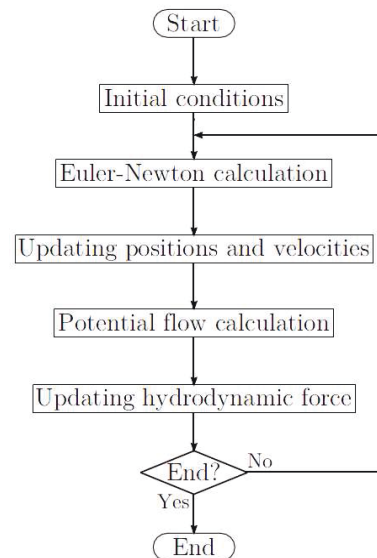 Start
Initial conditions
Euler-Newton calculation
Updating positions and velocities
Potential flow calculation
Updating hydrodynamic force
End?
No
Yes
End